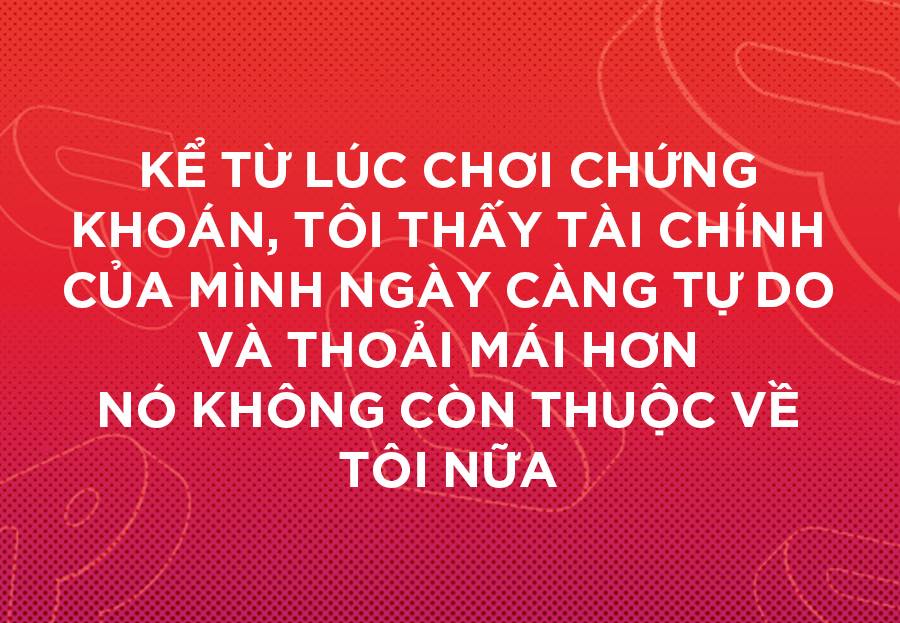 KỂ TỪ LÚC CHƠI CHỨNG
KHOÁN, TÔI THẤY TÀI CHÍNH
CỦA MÌNH NGÀY CÀNG TỰ DO
VÀ THOẢI MÁI HƠN
NÓ KHÔNG CÒN THUỘC VỀ
TÔI NỮA